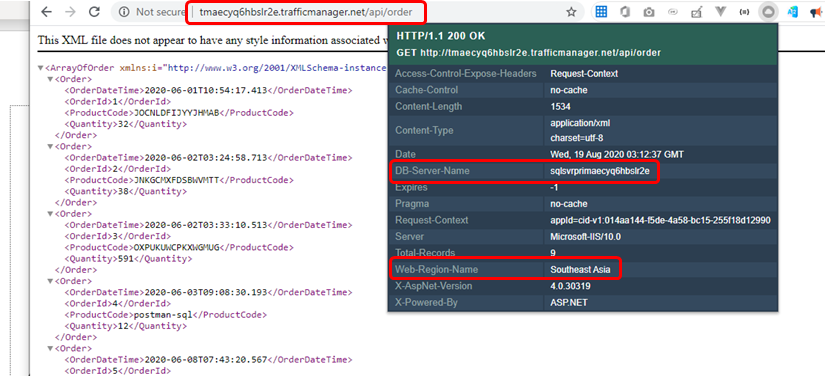 Not secure | tmaecyq6hbslr2e.trafficmanager.net/api/order
This XML file does not appear to have any style information associated
▼<ArrayOfOrder xmlns:i="http://www.w3.org/2001/XMLSchema-instance
▼<Order>
<OrderDateTime>2020-06-01T10:54:17.413</OrderDateTime>
<OrderId>1</OrderId>
<ProductCode>JOCNLDFIJYYJHMAB</ProductCode>
<Quantity>32</Quantity>
</Order>
▼<Order>
<OrderDateTime>2020-06-02T03:24:58.713</OrderDateTime>
<OrderId>2</OrderId>
<ProductCode>JNKGCMXFDSBWVMTT</ProductCode>
<Quantity>38</Quantity>
</Order>
▼<Order>
<OrderDateTime>2020-06-02T03:33:10.513</OrderDateTime>
<OrderId>3</OrderId>
<ProductCode>OXPUKUWCPKXWGMUG</ProductCode>
<Quantity>591</Quantity>
</Order>
▼<Order>
<OrderDateTime>2020-06-03T09:08:30.193</OrderDateTime>
<OrderId>4</OrderId>
<ProductCode>postman-sql</ProductCode>
<Quantity>12</Quantity>
</Order>
▼<Order>
<OrderDateTime>2020-06-08T07:43:20.567</OrderDateTime>
<OrderId>5</OrderId>
HTTP/1.1 200 OK
GET http://tmaecyq6hbslr2e.trafficmanager.net/api/order
Access-Control-Expose-Headers Request-Context
Cache-Control no-cache
Content-Length 1534
Content-Type application/xml
charset=utf-8
Date Wed, 19 Aug 2020 03:12:37 GMT
DB-Server-Name sqlsvrprimaecyq6hbslr2e
Expires -1
Pragma no-cache
Request-Context appId=cid-v1:014aa144-f5de-4a58-bc15-255f18d12990
Server Microsoft-IIS/10.0
Total-Records 9
Web-Region-Name Southeast Asia
X-AspNet-Version 4.0.30319
X-Powered-By ASP.NET